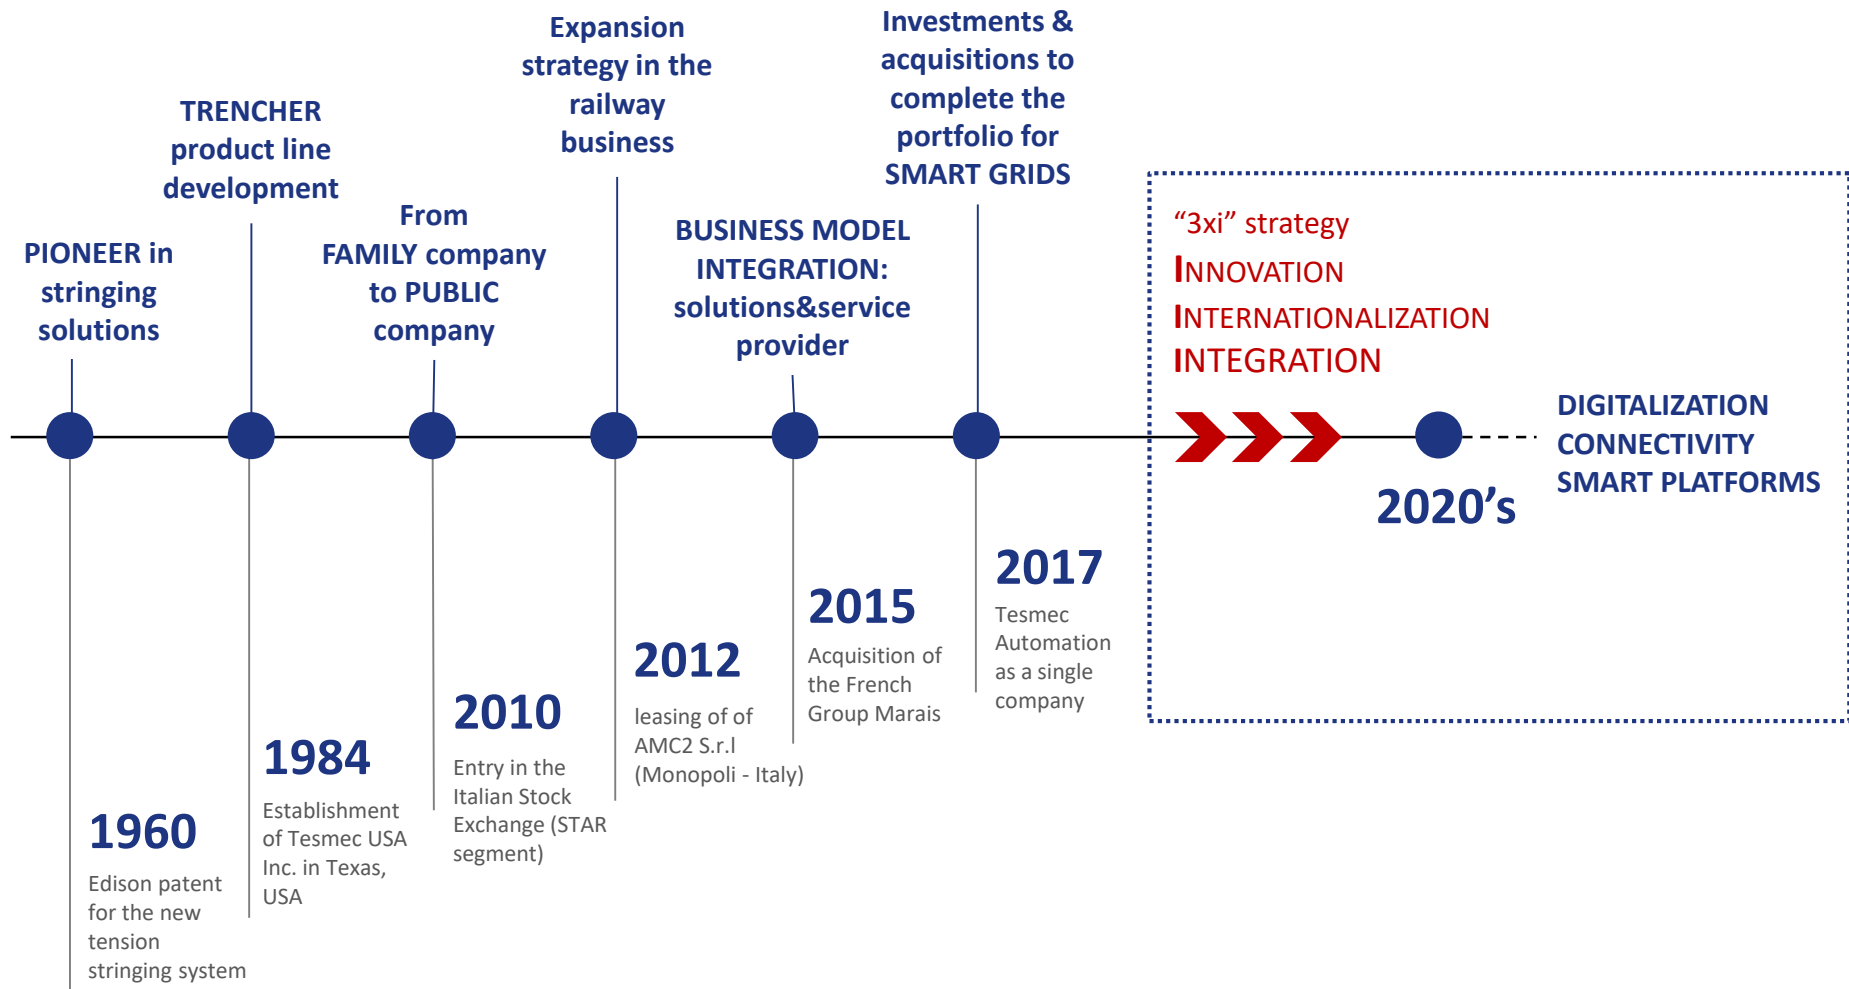 PIONEER in
stringing
solutions
TRENCHER
product line
development
From
FAMILY company
to PUBLIC
company
Expansion
strategy in the
railway
business
BUSINESS MODEL
INTEGRATION:
solutions&service
provider
Investments &
acquisitions to
complete the
portfolio for
SMART GRIDS
“3xi” strategy
INNOVATION
INTERNATIONALIZATION
INTEGRATION
DIGITALIZATION
CONNECTIVITY
SMART PLATFORMS
2020’s
1960
Edison patent
for the new
tension
stringing system
1984
Establishment
of Tesmec USA
Inc. in Texas,
USA
2010
Entry in the
Italian Stock
Exchange (STAR
segment)
2012
leasing of of
AMC2 S.r.l
(Monopoli - Italy)
2015
Acquisition of
the French
Group Marais
2017
Tesmec
Automation
as a single
company